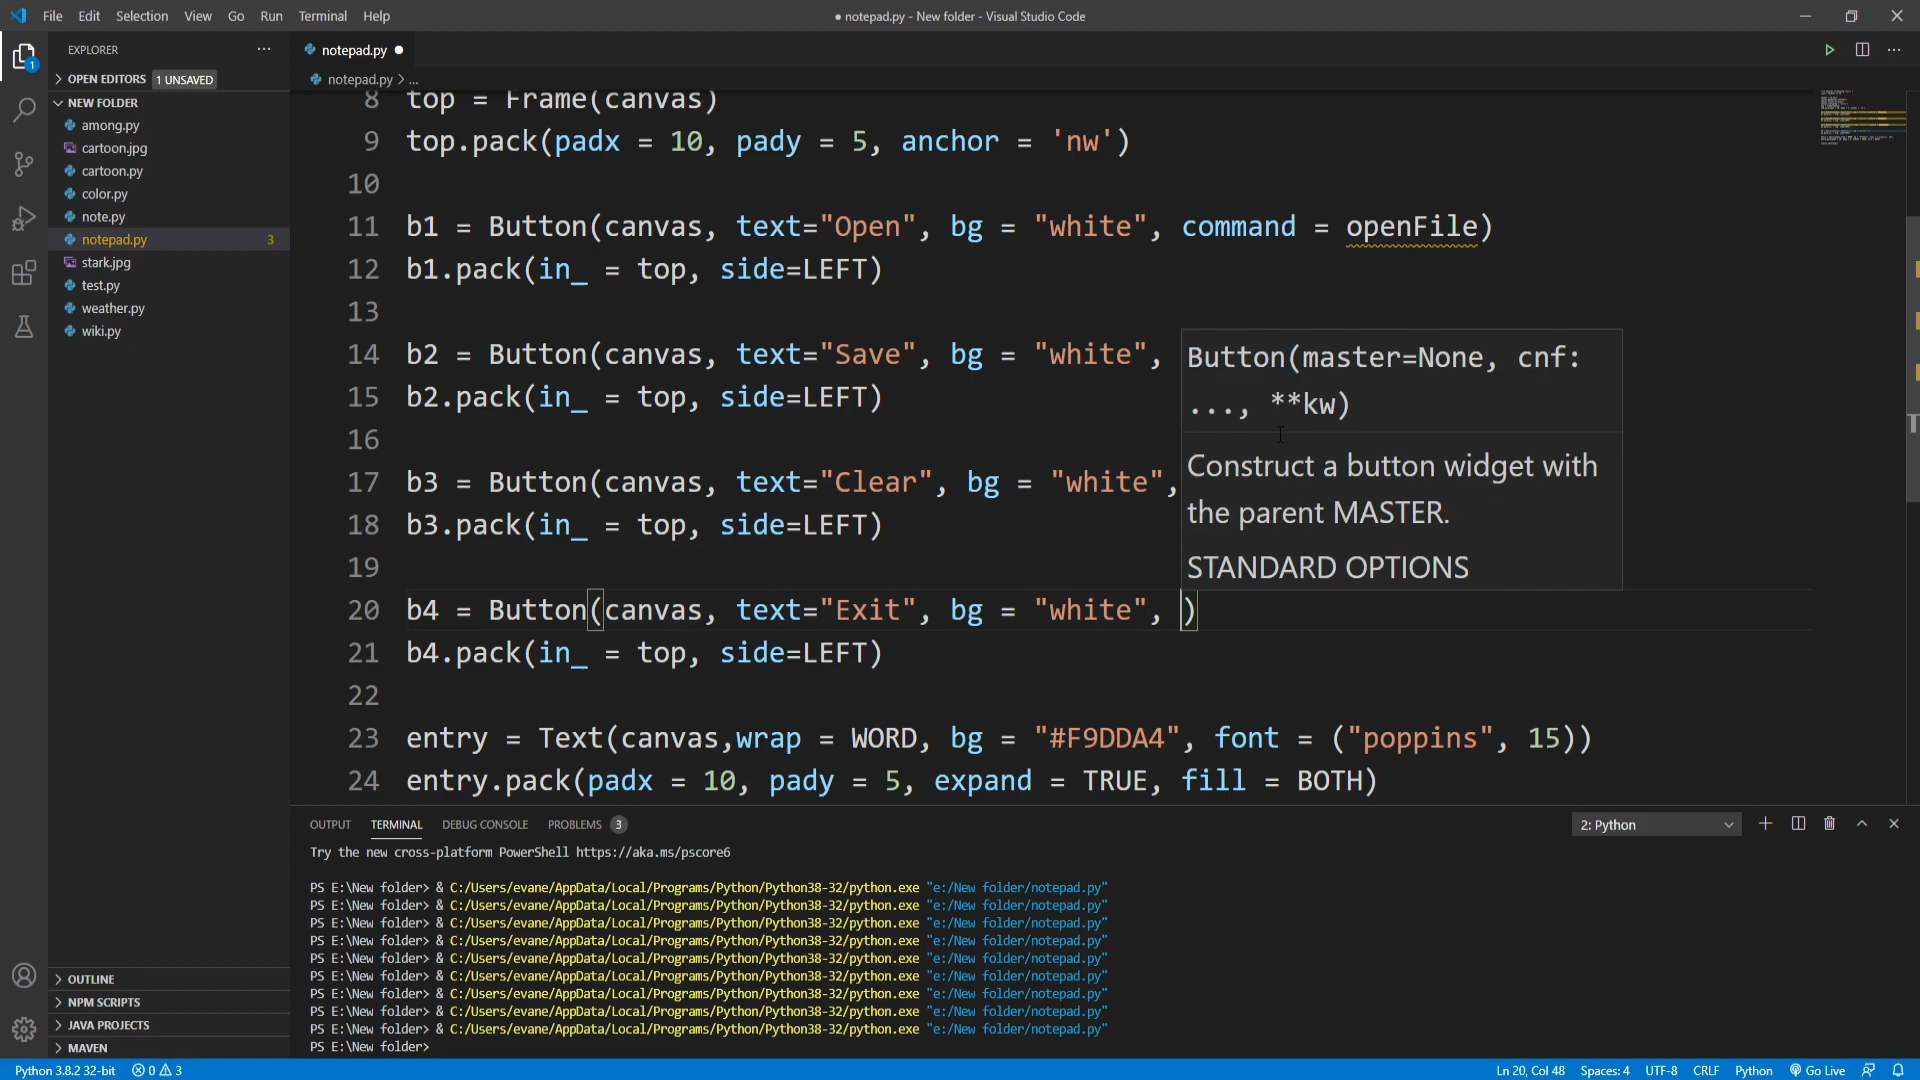 File Edit Selection View Go Run Terminal Help
● notepad.py - New folder - Visual Studio Code
EXPLORER
OPEN EDITORS 1 UNSAVED
NEW FOLDER
among.py
cartoon.jpg
cartoon.py
color.py
note.py
notepad.py 3
stark.jpg
test.py
weather.py
wiki.py
OUTLINE
NPM SCRIPTS
JAVA PROJECTS
MAVEN
1
notepad.py ●
notepad.py > ...
8 top = Frame(canvas)
9 top.pack(padx = 10, pady = 5, anchor = 'nw')
10
11 b1 = Button(canvas, text="Open", bg = "white", command = openFile)
12 b1.pack(in_ = top, side=LEFT)
13
14 b2 = Button(canvas, text="Save", bg = "white",
15 b2.pack(in_ = top, side=LEFT)
16
17 b3 = Button(canvas, text="Clear", bg = "white",
18 b3.pack(in_ = top, side=LEFT)
19
20 b4 = Button(canvas, text="Exit", bg = "white", )
21 b4.pack(in_ = top, side=LEFT)
22
23 entry = Text(canvas,wrap = WORD, bg = "#F9DDA4", font = ("poppins", 15))
24 entry.pack(padx = 10, pady = 5, expand = TRUE, fill = BOTH)
Button(master=None, cnf:
..., **kw)
Construct a button widget with
the parent MASTER.
STANDARD OPTIONS
OUTPUT TERMINAL DEBUG CONSOLE PROBLEMS 3
2: Python
Try the new cross-platform PowerShell https://aka.ms/pscore6
PS E:\New folder> & C:/Users/evane/AppData/Local/Programs/Python/Python38-32/python.exe "e:/New folder/notepad.py"
PS E:\New folder> & C:/Users/evane/AppData/Local/Programs/Python/Python38-32/python.exe "e:/New folder/notepad.py"
PS E:\New folder> & C:/Users/evane/AppData/Local/Programs/Python/Python38-32/python.exe "e:/New folder/notepad.py"
PS E:\New folder> & C:/Users/evane/AppData/Local/Programs/Python/Python38-32/python.exe "e:/New folder/notepad.py"
PS E:\New folder> & C:/Users/evane/AppData/Local/Programs/Python/Python38-32/python.exe "e:/New folder/notepad.py"
PS E:\New folder> & C:/Users/evane/AppData/Local/Programs/Python/Python38-32/python.exe "e:/New folder/notepad.py"
PS E:\New folder> & C:/Users/evane/AppData/Local/Programs/Python/Python38-32/python.exe "e:/New folder/notepad.py"
PS E:\New folder> & C:/Users/evane/AppData/Local/Programs/Python/Python38-32/python.exe "e:/New folder/notepad.py"
PS E:\New folder> & C:/Users/evane/AppData/Local/Programs/Python/Python38-32/python.exe "e:/New folder/notepad.py"
PS E:\New folder>
Python 3.8.2 32-bit 0 3
Ln 20, Col 48 Spaces: 4 UTF-8 CRLF Python Go Live